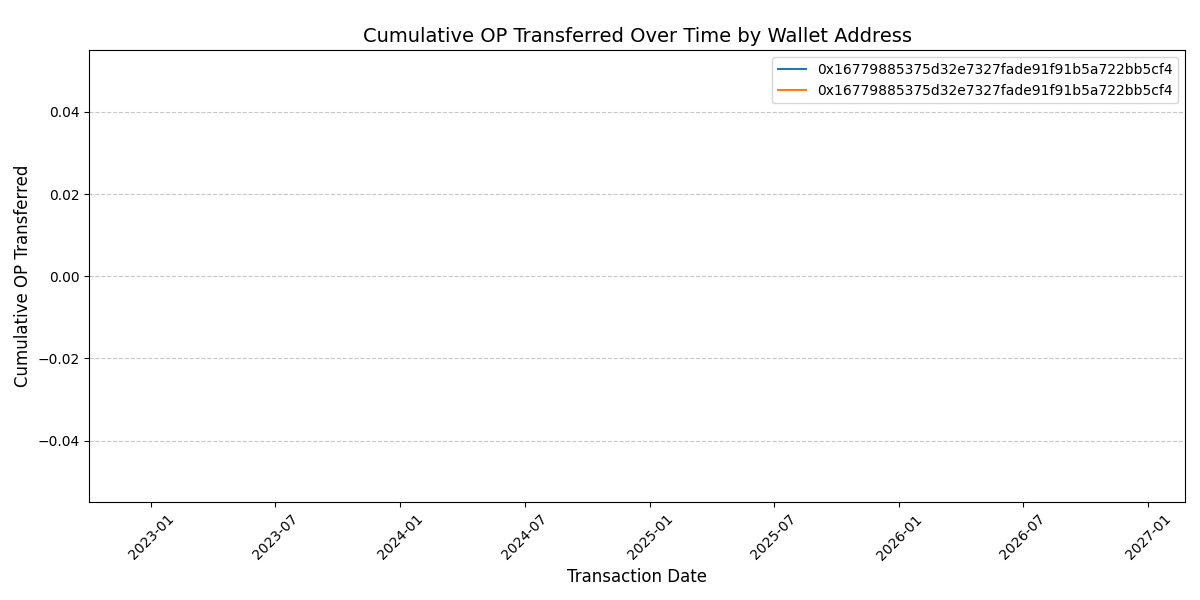 Cumulative OP Transferred Over Time by Wallet Address
0x16779885375d32e7327fade91f91b5a722bb5cf4
0x16779885375d32e7327fade91f91b5a722bb5cf4
Cumulative OP Transferred
0.04
0.02
0.00
−0.02
−0.04
2023-01
2023-07
2024-01
2024-07
2025-01
2025-07
2026-01
2026-07
2027-01
Transaction Date